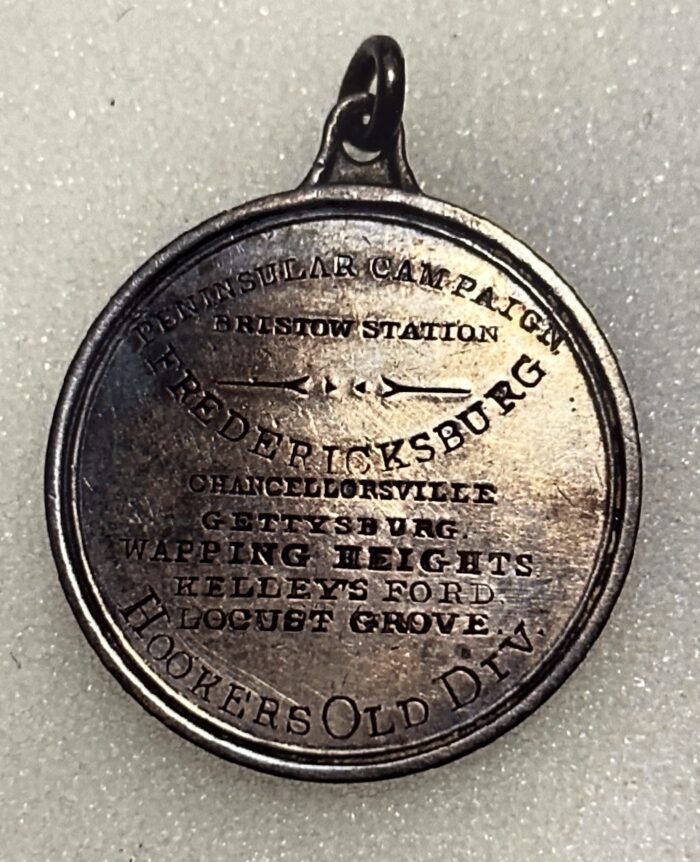 PENINSULAR CAMPAIGN
BRISTOW STATION
FREDERICKSBURG
CHANCELLORSVILLE
GETTYSBURG.
WAPPING HEIGHTS.
KELLEY'S FORD.
LOCUST GROVE.
HOOKERS OLD DIV.